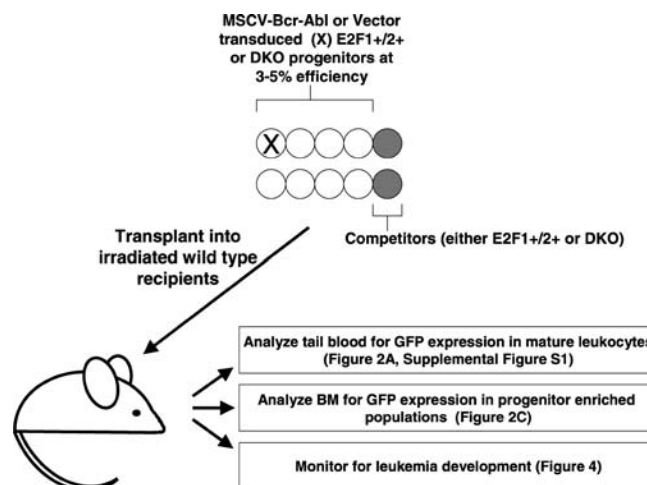 MSCV-Bcr-Abl or Vector
transduced (X) E2F1+/2+
or DKO progenitors at
3-5% efficiency
X
Competitors (either E2F1+/2+ or DKO)
Transplant into
irradiated wild type
recipients
Analyze tail blood for GFP expression in mature leukocytes
(Figure 2A, Supplemental Figure S1)
Analyze BM for GFP expression in progenitor enriched
populations (Figure 2C)
Monitor for leukemia development (Figure 4)